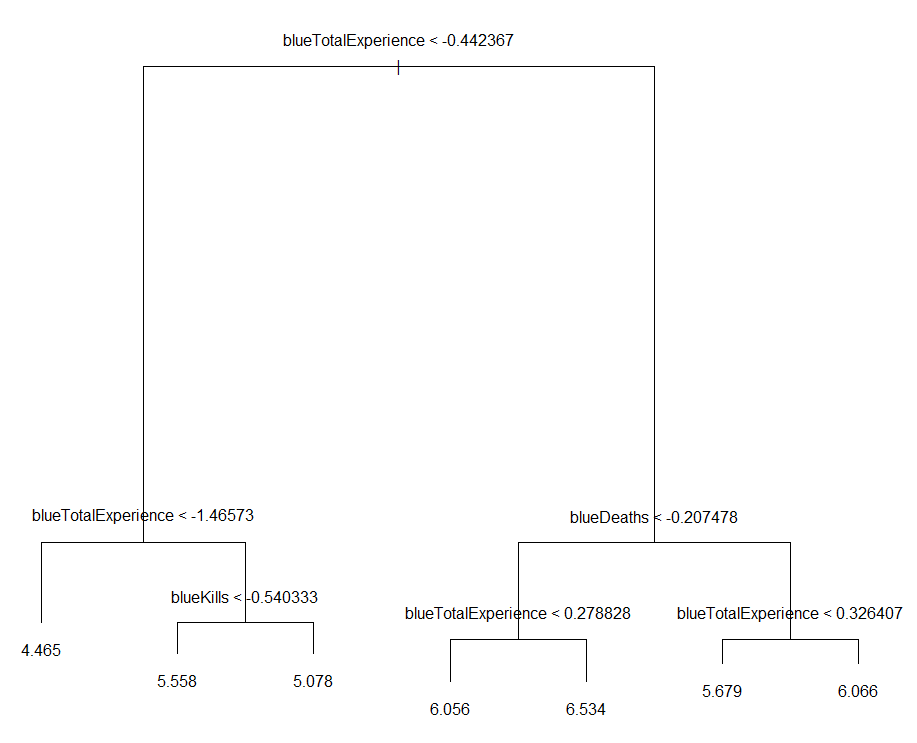 blueTotalExperience < -0.442367
blueTotalExperience < -1.46573
blueDeaths < -0.207478
blueKills < -0.540333
blueTotalExperience < 0.278828
blueTotalExperience < 0.326407
4.465
5.558
5.078
6.056
6.534
5.679
6.066